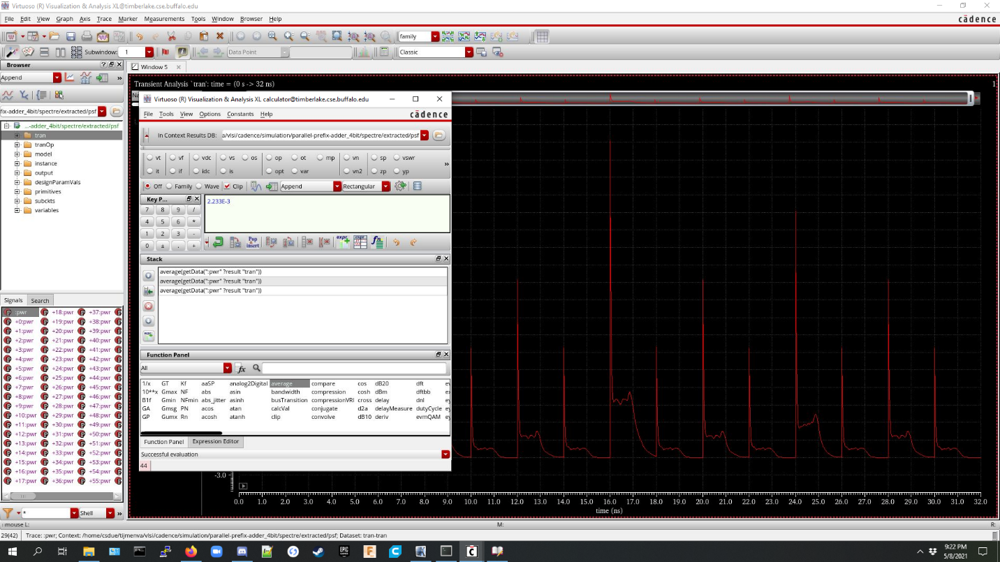 Virtuoso (R) Visualization & Analysis XL@timberlake.cse.buffalo.edu
File Edit View Graph Axis Trace Marker Measurements Tools Window Browser Help
cādence
family
Subwindow: 1
Data Point
Classic
Browser
Append
fix-adder_4bit/spectre/extracted/psf
...-adder_4bit/spectre/extracted/psf
tran
tranOp
model
instance
output
designParamVals
primitives
subckts
variables
Signals Search
:pwr +18:pwr +37:pwr
+0:pwr +19:pwr +38:pwr
+1:pwr +20:pwr +39:pwr
+2:pwr +21:pwr +40:pwr
+3:pwr +22:pwr +41:pwr
+4:pwr +23:pwr +42:pwr
+5:pwr +24:pwr +43:pwr
+6:pwr +25:pwr +44:pwr
+7:pwr +26:pwr +45:pwr
+8:pwr +27:pwr +46:pwr
+9:pwr +28:pwr +47:pwr
+10:pwr +29:pwr +48:pwr
+11:pwr +30:pwr +49:pwr
+12:pwr +31:pwr +50:pwr
+13:pwr +32:pwr +51:pwr
+14:pwr +33:pwr +52:pwr
+15:pwr +34:pwr +53:pwr
+16:pwr +35:pwr +54:pwr
+17:pwr +36:pwr +55:pwr
* Shell
Window 5
Transient Analysis `tran': time = (0 s -> 32 ns) 1
Virtuoso (R) Visualization & Analysis XL calculator@timberlake.cse.buffalo.edu
File Tools View Options Constants Help
cādence
In Context Results DB: a/vlsi/cadence/simulation/parallel-prefix-adder_4bit/spectre/extracted/psf
vt vf vdc vs os op ot mp vn sp vswr
it if idc is opt var vn2 zp yp
Off Family Wave Clip Append Rectangular
Key P...
7 8 9 /
4 5 6 *
1 2 3 -
0 ± . +
2.233E-3
Pop insert
expr
expr
fn
Stack
average(getData(":pwr" ?result "tran"))
average(getData(":pwr" ?result "tran"))
average(getData(":pwr" ?result "tran"))
Function Panel
All fx
1/x GT Kf aaSP analog2Digital average compare cos dB20 dft
10**x Gmax NF abs asin bandwidth compression cosh dBm dftbb
B1f Gmin NFmin abs_jitter asinh busTransition compressionVRI cross delay dnl
GA Gmsg PN acos atan calcVal conjugate d2a delayMeasure dutyCycle
GP Gumx Rn acosh atanh clip convolve dB10 deriv evmQAM
Function Panel Expression Editor
Successful evaluation
44
-3.0
0.0 1.0 2.0 3.0 4.0 5.0 6.0 7.0 8.0 9.0 10.0 11.0 12.0 13.0 14.0 15.0 16.0 17.0 18.0 19.0 20.0 21.0 22.0 23.0 24.0 25.0 26.0 27.0 28.0 29.0 30.0 31.0 32.0
time (ns)
mouse L: M: R:
29(42) Trace: :pwr; Context: /home/csdue/tijmenva/vlsi/cadence/simulation/parallel-prefix-adder_4bit/spectre/extracted/psf; Dataset: tran-tran
9:22 PM
5/8/2021